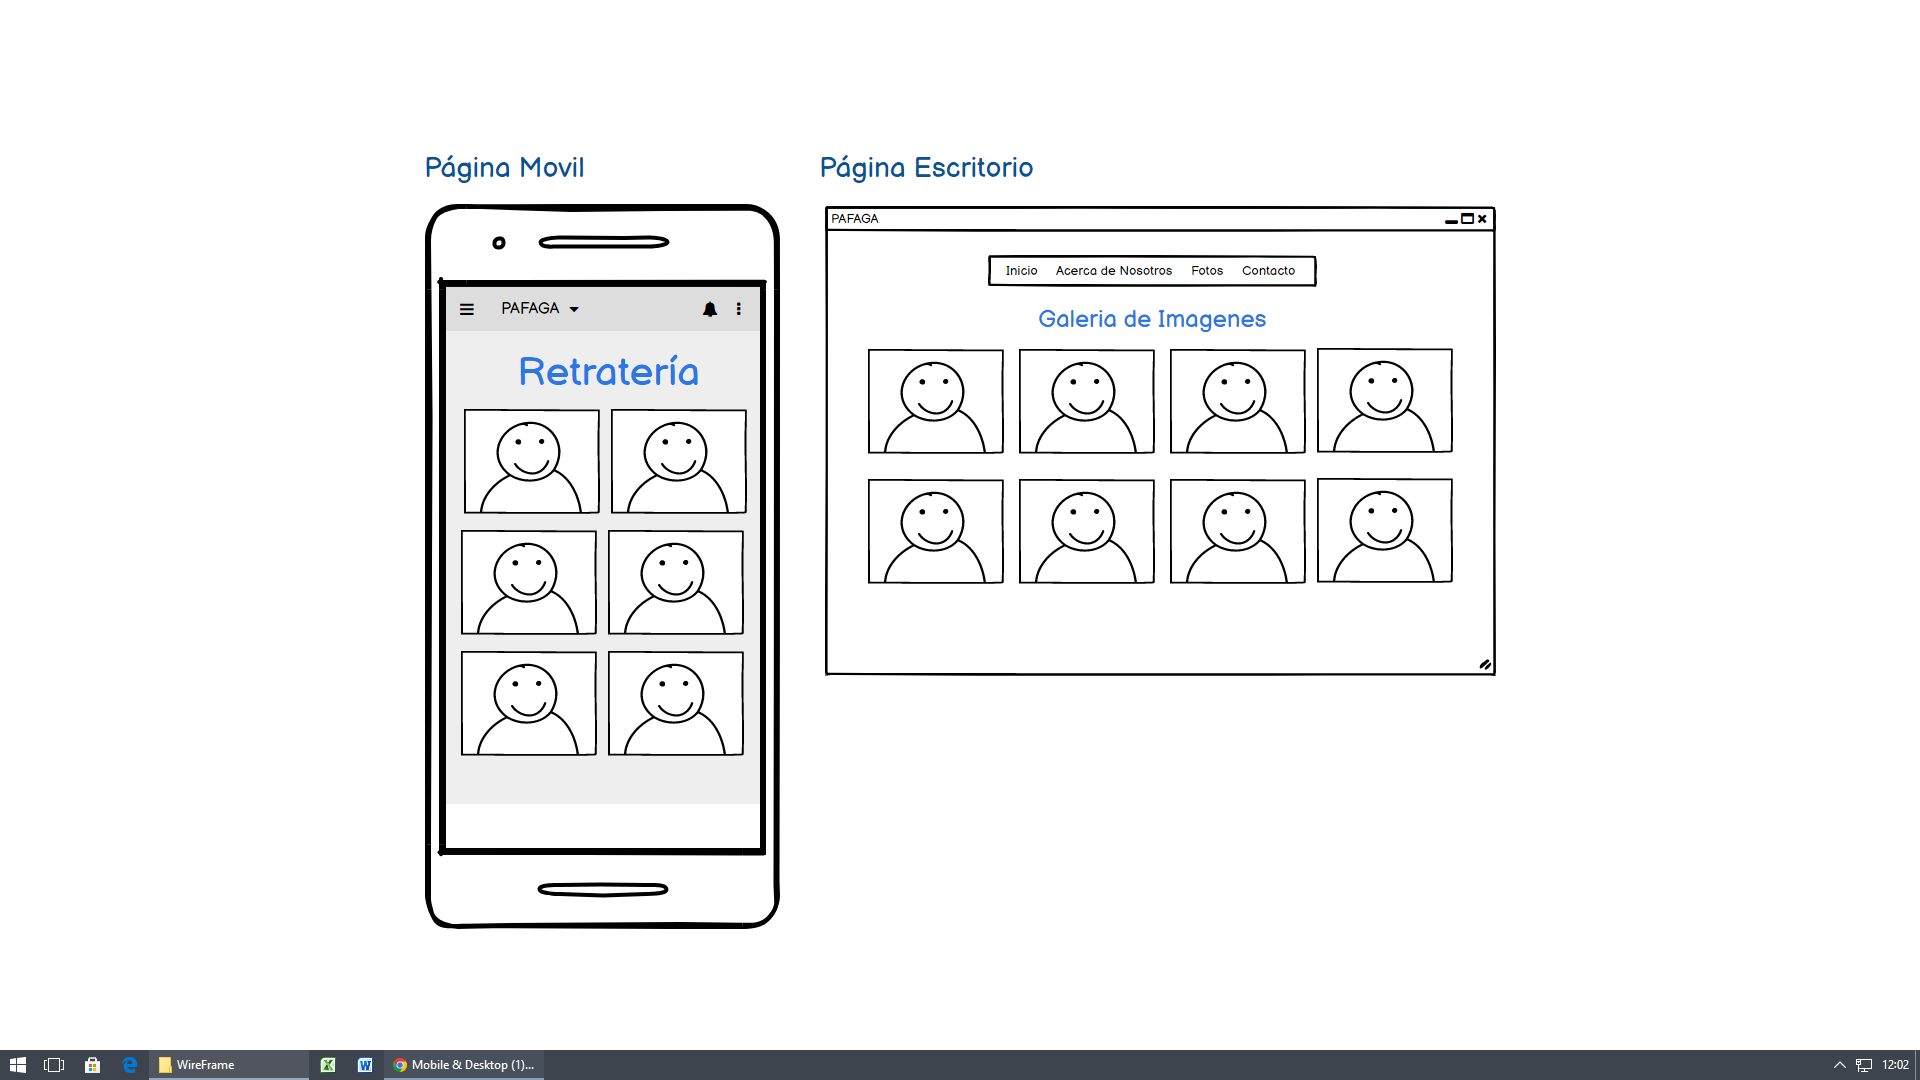 Página Movil
Página Escritorio
PAFAGA
Inicio Acerca de Nosotros Fotos Contacto
Galeria de Imagenes
PAFAGA
Retratería
WireFrame
Mobile & Desktop (1)...
12:02